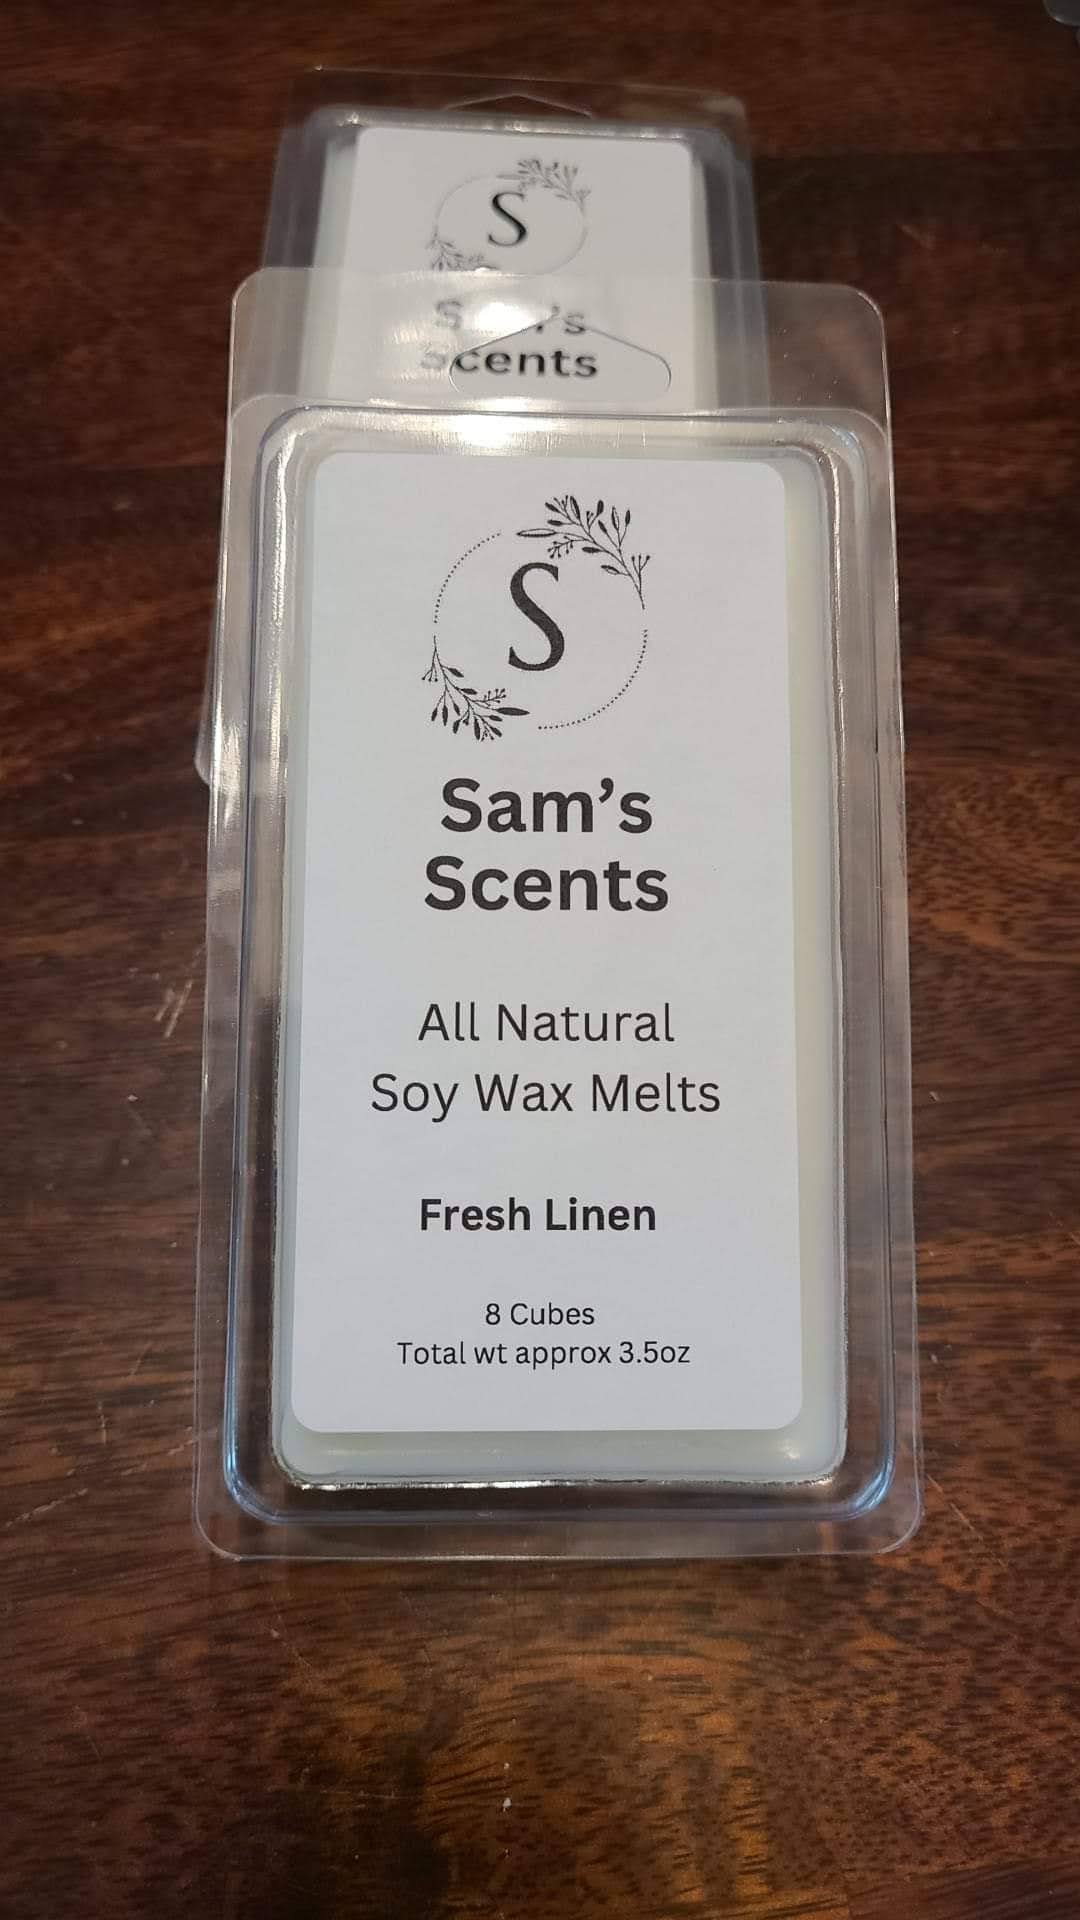 S
Scents
S
Sam's
Scents
All Natural
Soy Wax Melts
Fresh Linen
8 Cubes
Total wt approx 3.5oz